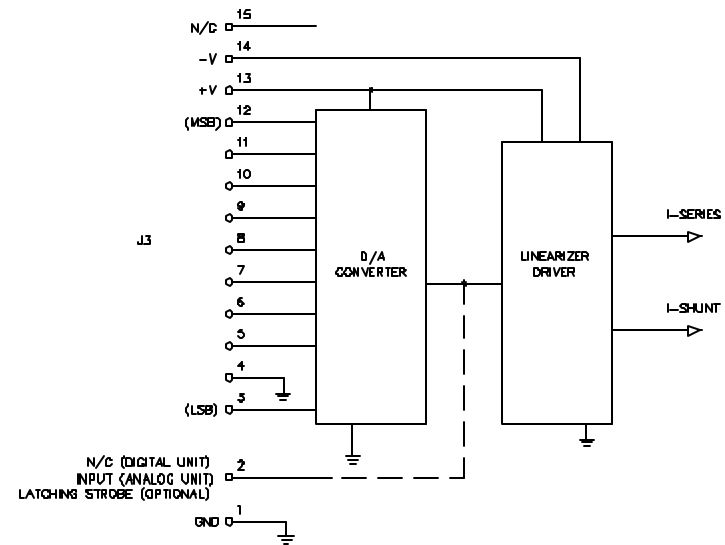 15
N/C
14
-V
13
+V
12
(MSB)
11
10
9
8
J3
7
6
5
4
3
(LSB)
D/A
CONVERTER
LINEARIZER
DRIVER
I-SERIES
I-SHUNT
N/C (DIGITAL UNIT)
2
INPUT (ANALOG UNIT)
LATCHING STROBE (OPTIONAL)
1
GND